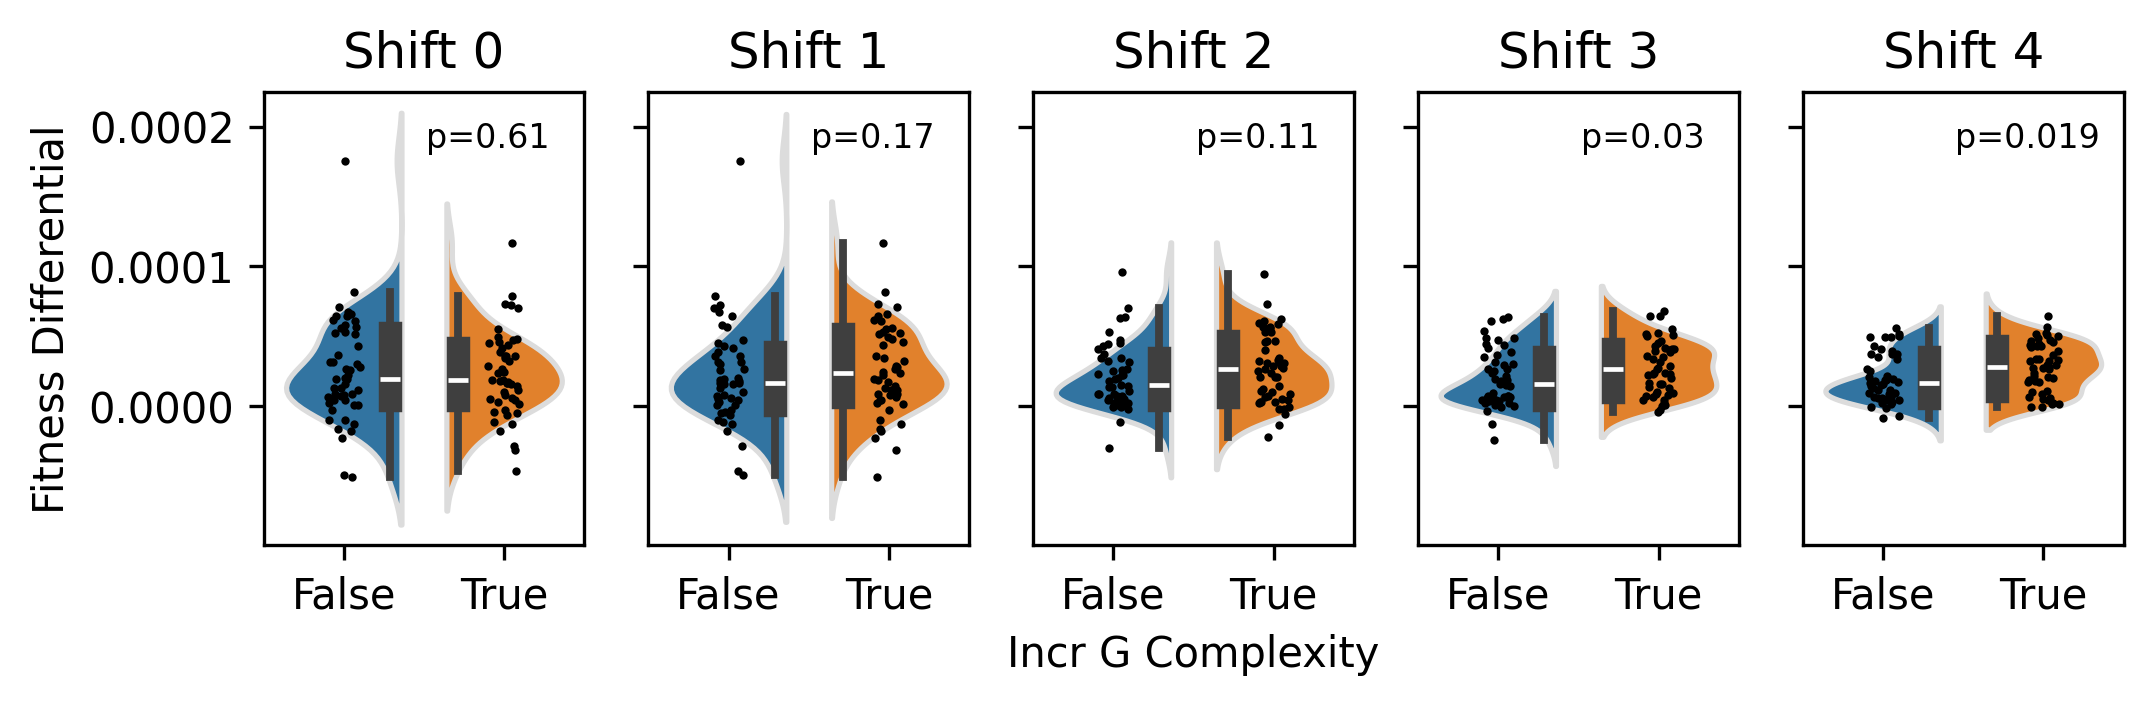 Shift 0
Shift 1
Shift 2
Shift 3
Shift 4
0.0002
0.0001
0.0000
Fitness Differential
p=0.61
p=0.17
p=0.11
p=0.03
p=0.019
False
True
False
True
False
True
False
True
False
True
Incr G Complexity